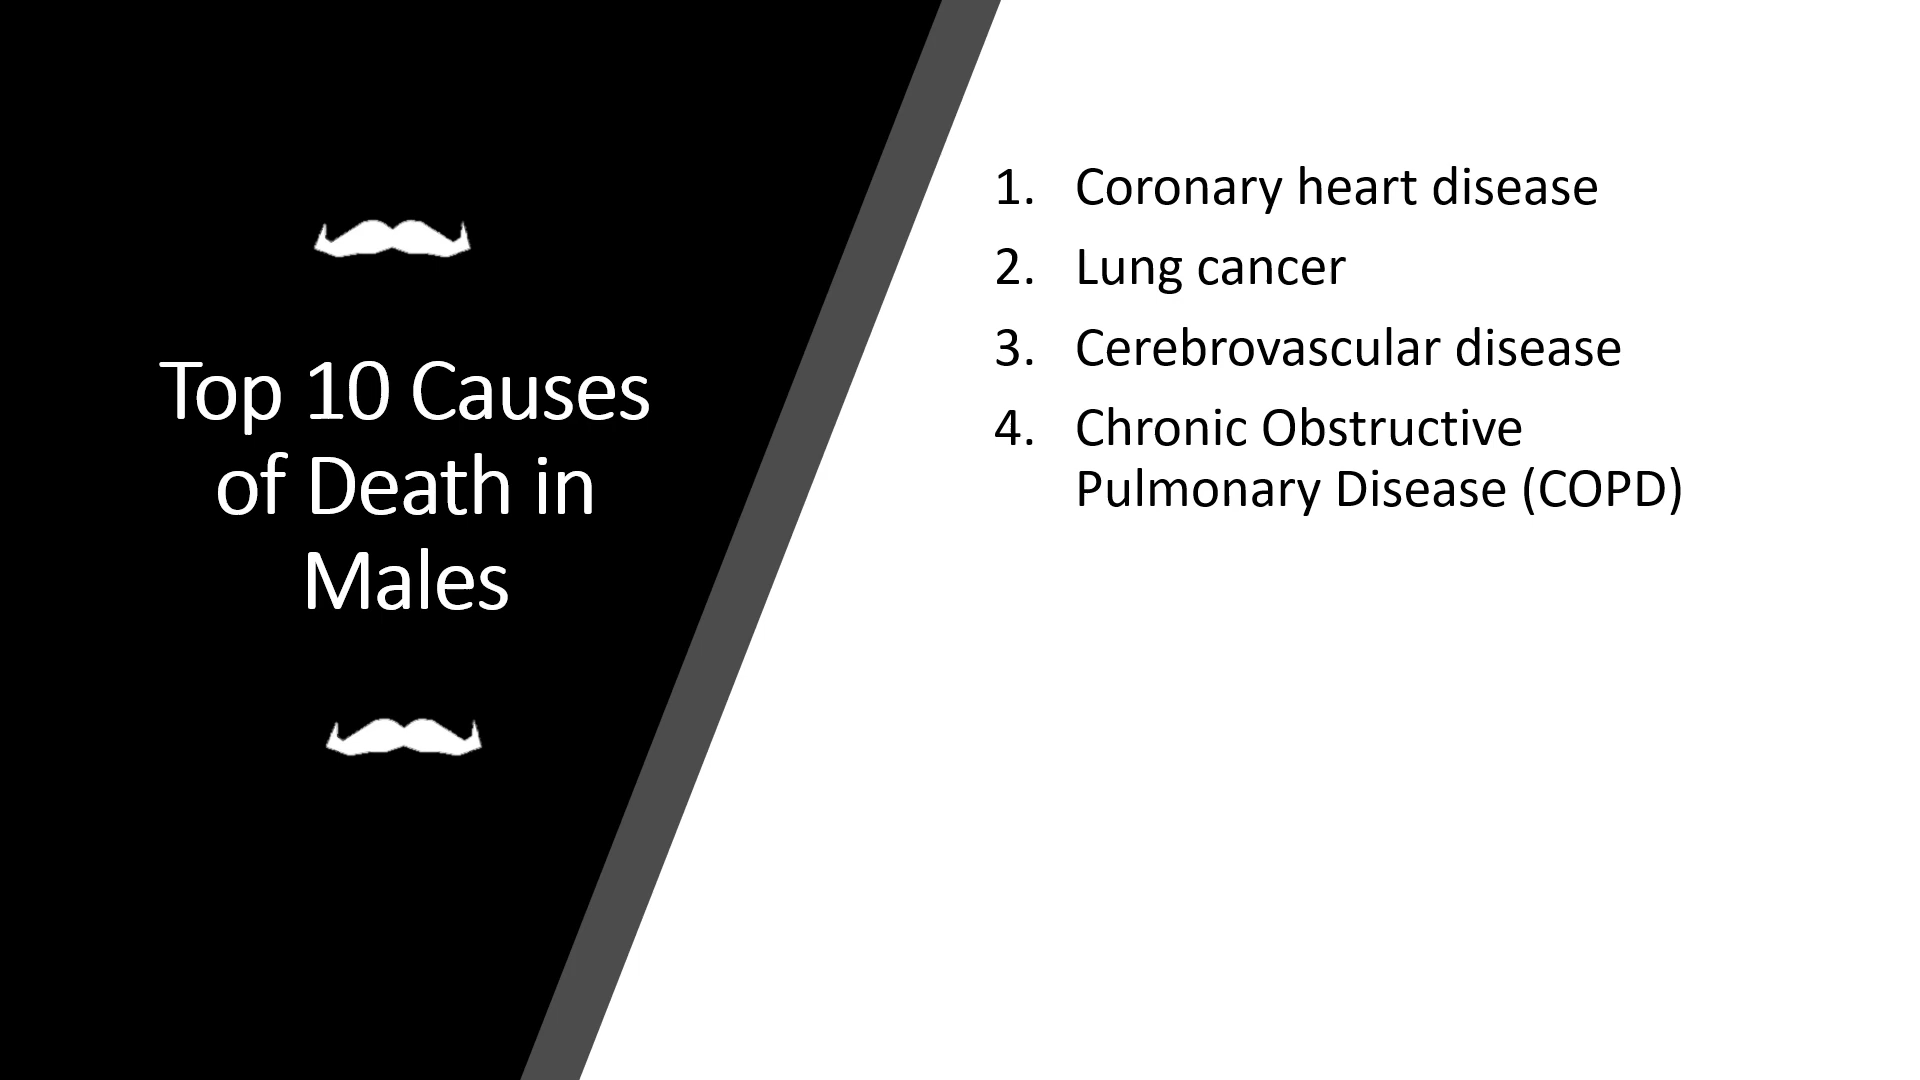 Top 10 Causes
of Death in
Males
1. Coronary heart disease
2. Lung cancer
3. Cerebrovascular disease
4. Chronic Obstructive
Pulmonary Disease (COPD)